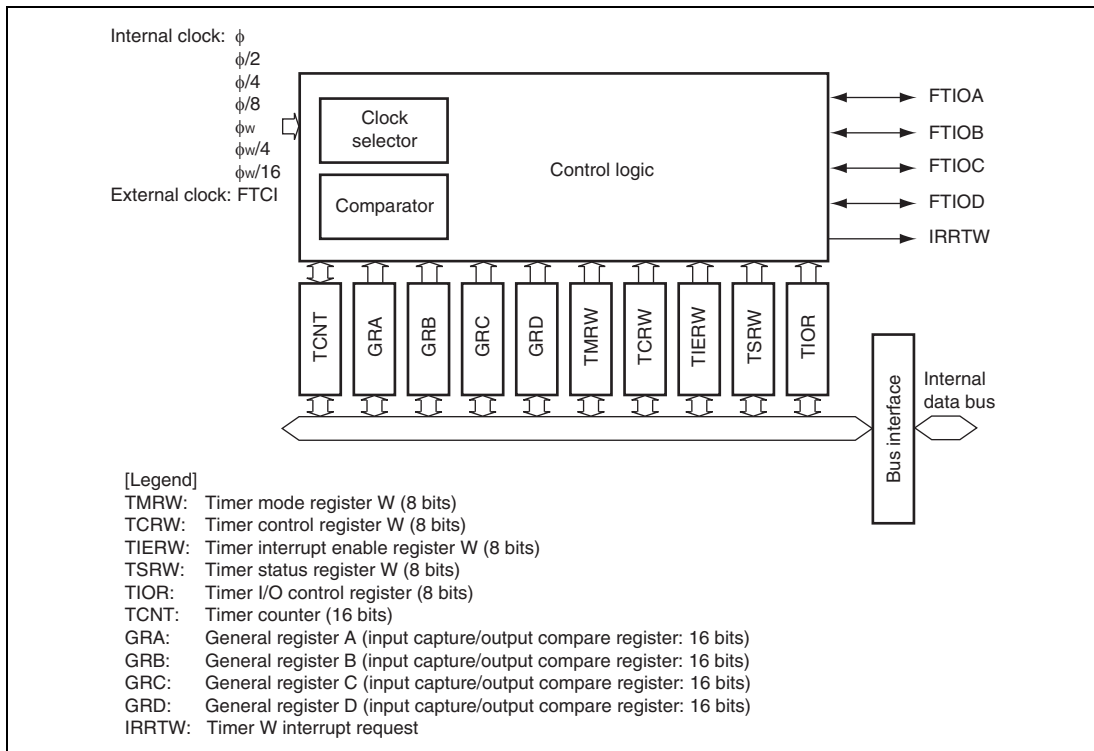 Internal clock: ϕ
ϕ/2
ϕ/4
ϕ/8
ϕw
ϕw/4
ϕw/16
External clock: FTCI
Clock
selector
Comparator
Control logic
FTIOA
FTIOB
FTIOC
FTIOD
IRRTW
TCNT
GRA
GRB
GRC
GRD
TMRW
TCRW
TIERW
TSRW
TIOR
Bus interface
Internal
data bus
[Legend]
TMRW: Timer mode register W (8 bits)
TCRW: Timer control register W (8 bits)
TIERW: Timer interrupt enable register W (8 bits)
TSRW: Timer status register W (8 bits)
TIOR: Timer I/O control register (8 bits)
TCNT: Timer counter (16 bits)
GRA: General register A (input capture/output compare register: 16 bits)
GRB: General register B (input capture/output compare register: 16 bits)
GRC: General register C (input capture/output compare register: 16 bits)
GRD: General register D (input capture/output compare register: 16 bits)
IRRTW: Timer W interrupt request